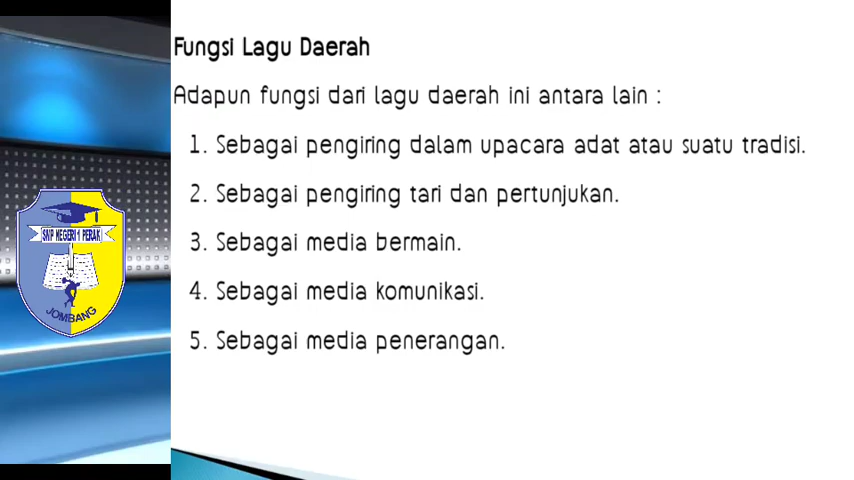 Fungsi Lagu Daerah
Adapun fungsi dari lagu daerah ini antara lain :
1. Sebagai pengiring dalam upacara adat atau suatu tradisi.
2. Sebagai pengiring tari dan pertunjukan.
3. Sebagai media bermain.
4. Sebagai media komunikasi.
5. Sebagai media penerangan.
SMP NEGERI 1 PERAK
JOMBANG